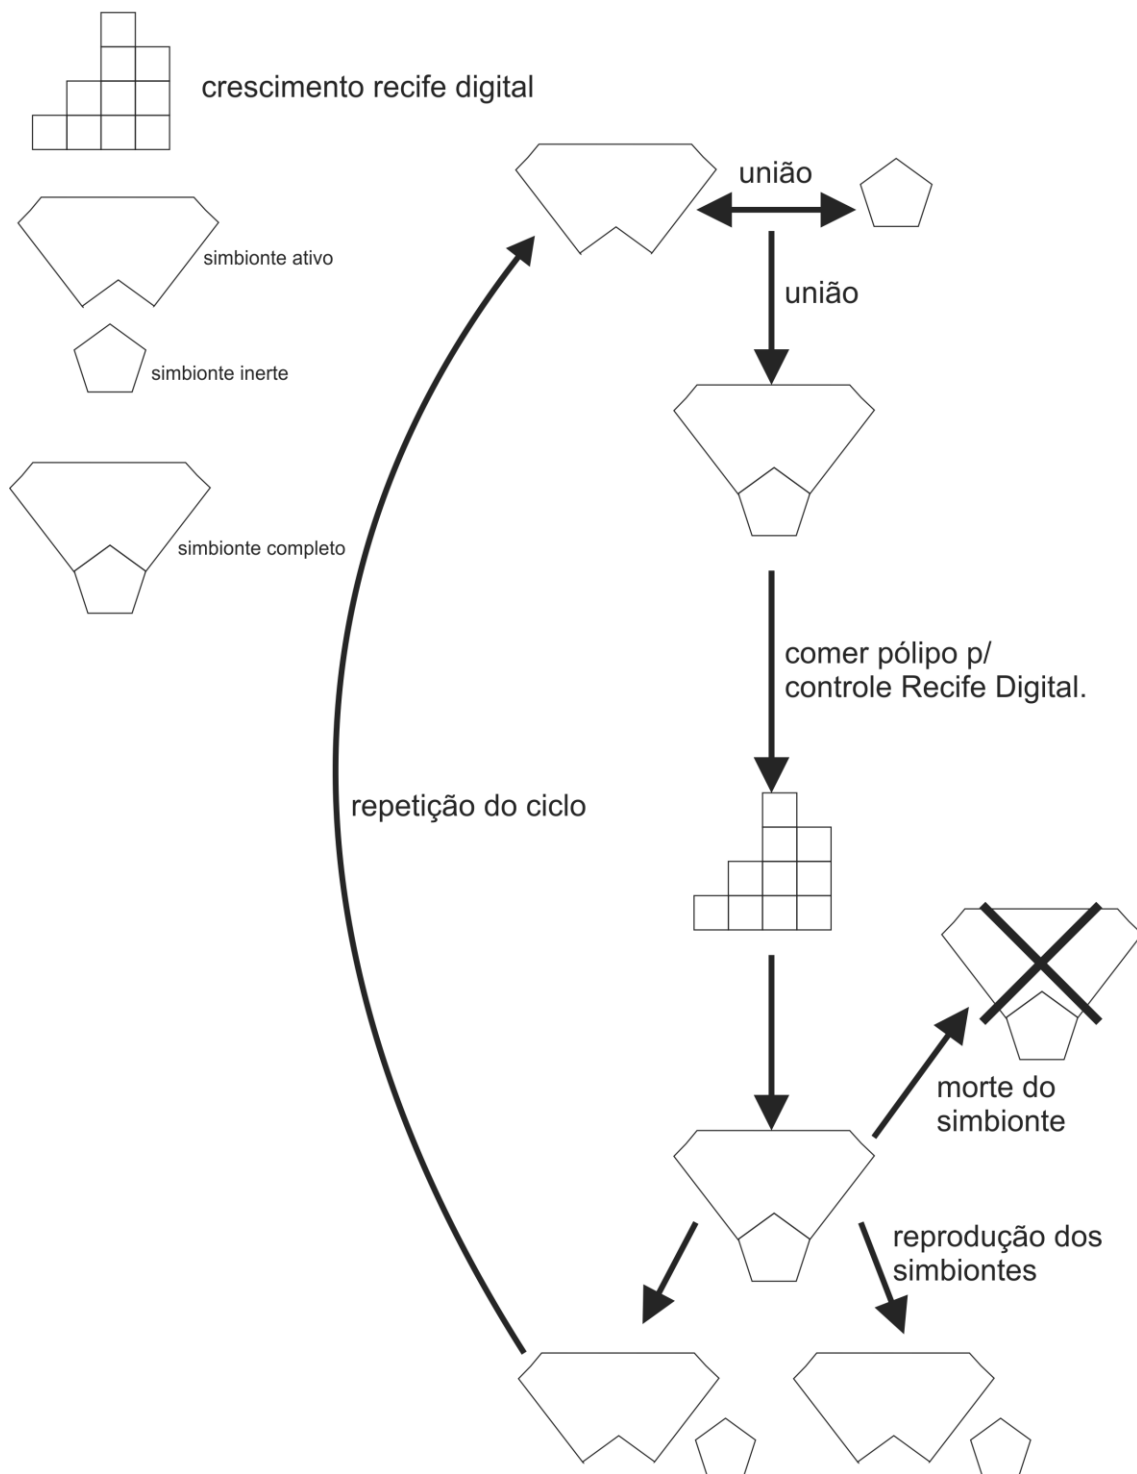 crescimento recife digital
simbionte ativo
simbionte inerte
simbionte completo
união
união
comer pólipo p/
controle Recife Digital.
repetição do ciclo
morte do
simbionte
reprodução dos
simbiontes